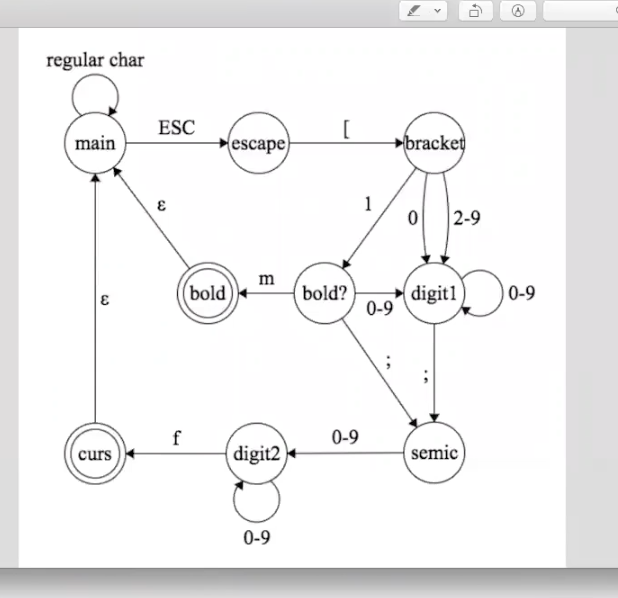 regular char
main
ESC
escape
[
bracket
ε
1
0
2-9
bold
m
bold?
0-9
digit1
0-9
ε
;
;
curs
f
digit2
0-9
semic
0-9